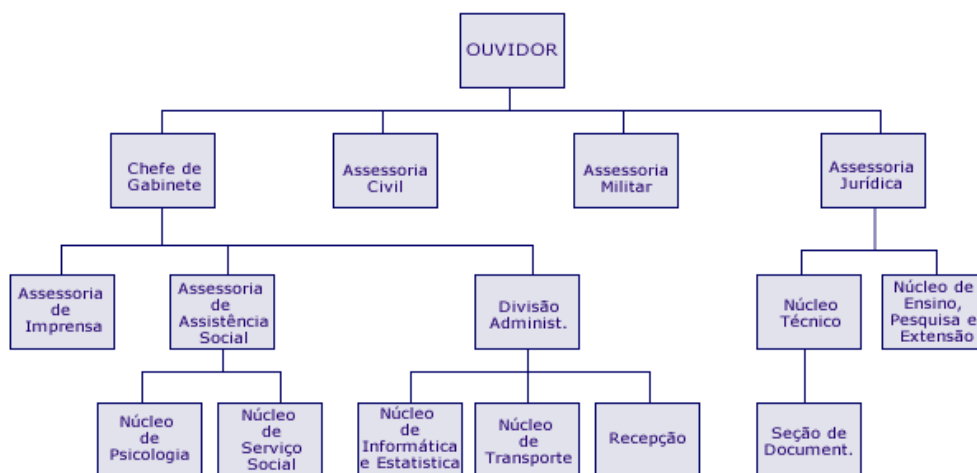 OUVIDOR
Chefe de
Gabinete
Assessoria
Civil
Assessoria
Militar
Assessoria
Jurídica
Assessoria
de
Imprensa
Assessoria
de
Assistência
Social
Divisão
Administ.
Núcleo
Técnico
Núcleo de
Ensino,
Pesquisa e
Extensão
Núcleo
de
Psicologia
Núcleo
de
Serviço
Social
Núcleo
de
Informática
e Estatistica
Núcleo
de
Transporte
Recepção
Seção de
Document.